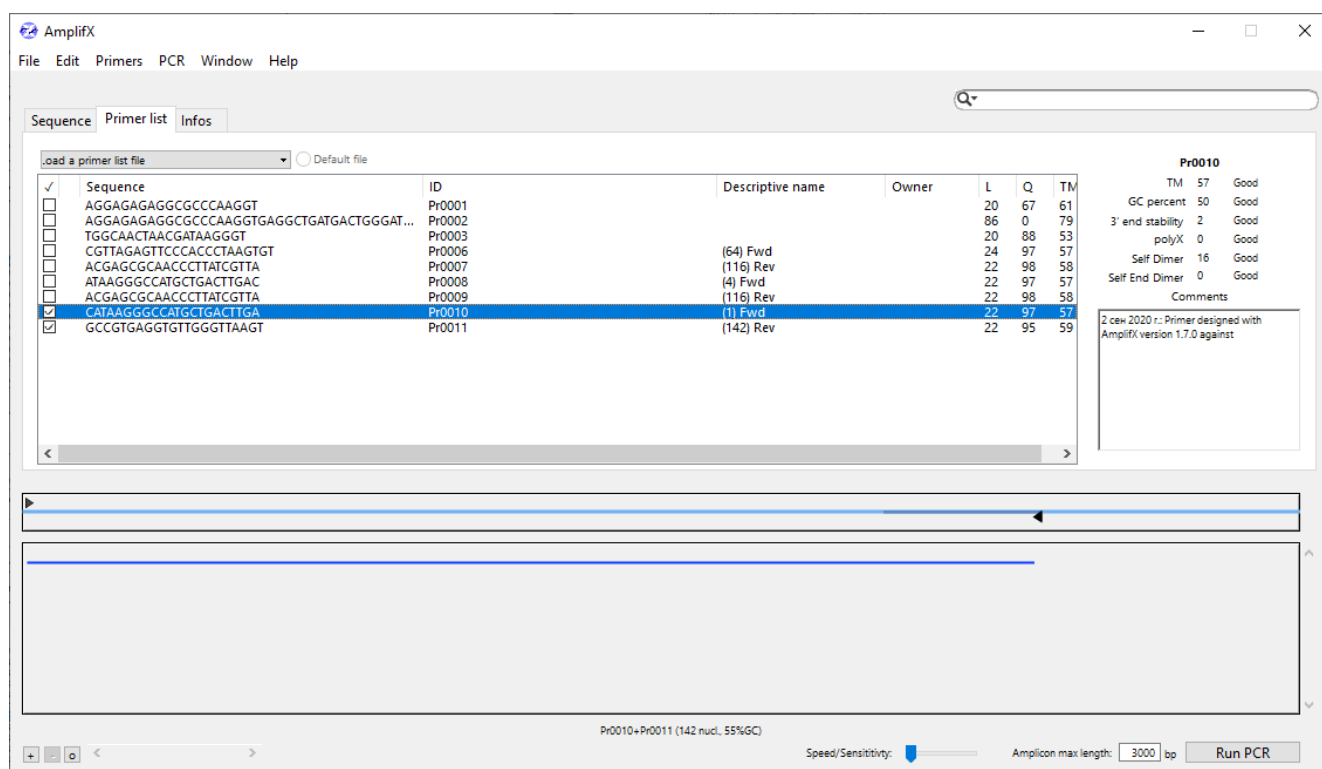 AmplifX
File Edit Primers PCR Window Help
Sequence Primer list Infos
.oad a primer list file Default file
✓ Sequence ID Descriptive name Owner L Q TM
AGGAGAGAGGCGCCCAAGGT Pr0001 20 67 61
AGGAGAGAGGCGCCCAAGGTGAGGCTGATGACTGGGAT... Pr0002 86 0 79
TGGCAACTAACGATAAGGGT Pr0003 20 88 53
CGTTAGAGTTCCCACCCTAAGTGT Pr0006 (64) Fwd 24 97 57
ACGAGCGCAACCCTTATCGTTA Pr0007 (116) Rev 22 98 58
ATAAGGGCCATGCTGACTTGAC Pr0008 (4) Fwd 22 97 57
ACGAGCGCAACCCTTATCGTTA Pr0009 (116) Rev 22 98 58
CATAAGGGCCATGCTGACTTGA Pr0010 (1) Fwd 22 97 57
GCCGTGAGGTGTTGGGTTAAGT Pr0011 (142) Rev 22 95 59
Pr0010
TM 57 Good
GC percent 50 Good
3' end stability 2 Good
polyX 0 Good
Self Dimer 16 Good
Self End Dimer 0 Good
Comments
2 сен 2020 г.: Primer designed with
AmplifX version 1.7.0 against
Pr0010+Pr0011 (142 nucl., 55%GC)
+ - o Speed/Sensititivty: Amplicon max length: 3000 bp Run PCR